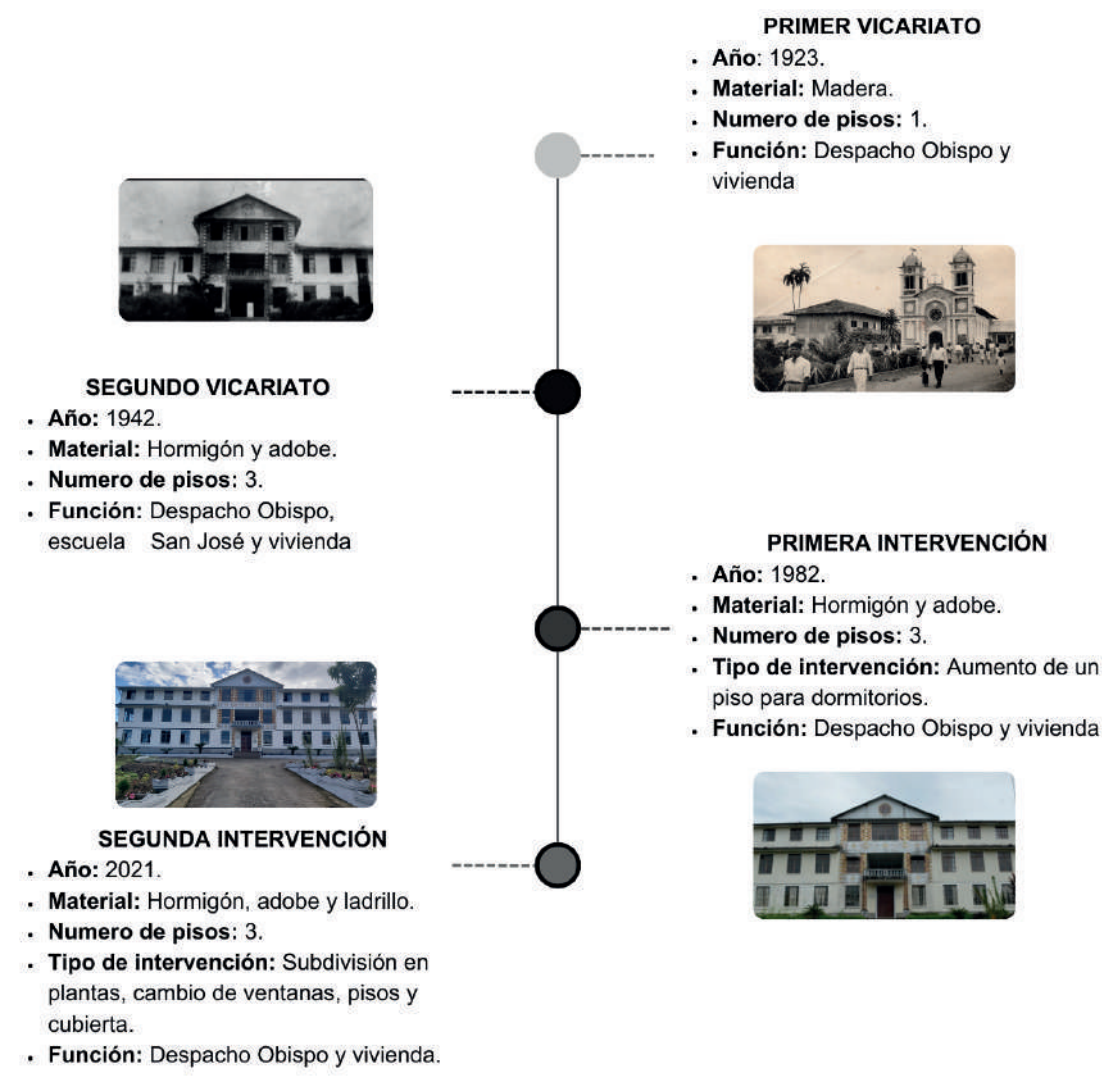 PRIMER VICARIATO
• Año: 1923.
• Material: Madera.
• Numero de pisos: 1.
• Función: Despacho Obispo y
vivienda
SEGUNDO VICARIATO
• Año: 1942.
• Material: Hormigón y adobe.
• Numero de pisos: 3.
• Función: Despacho Obispo,
escuela San José y vivienda
PRIMERA INTERVENCIÓN
• Año: 1982.
• Material: Hormigón y adobe.
• Numero de pisos: 3.
• Tipo de intervención: Aumento de un
piso para dormitorios.
• Función: Despacho Obispo y vivienda
SEGUNDA INTERVENCIÓN
• Año: 2021.
• Material: Hormigón, adobe y ladrillo.
• Numero de pisos: 3.
• Tipo de intervención: Subdivisión en
plantas, cambio de ventanas, pisos y
cubierta.
• Función: Despacho Obispo y vivienda.